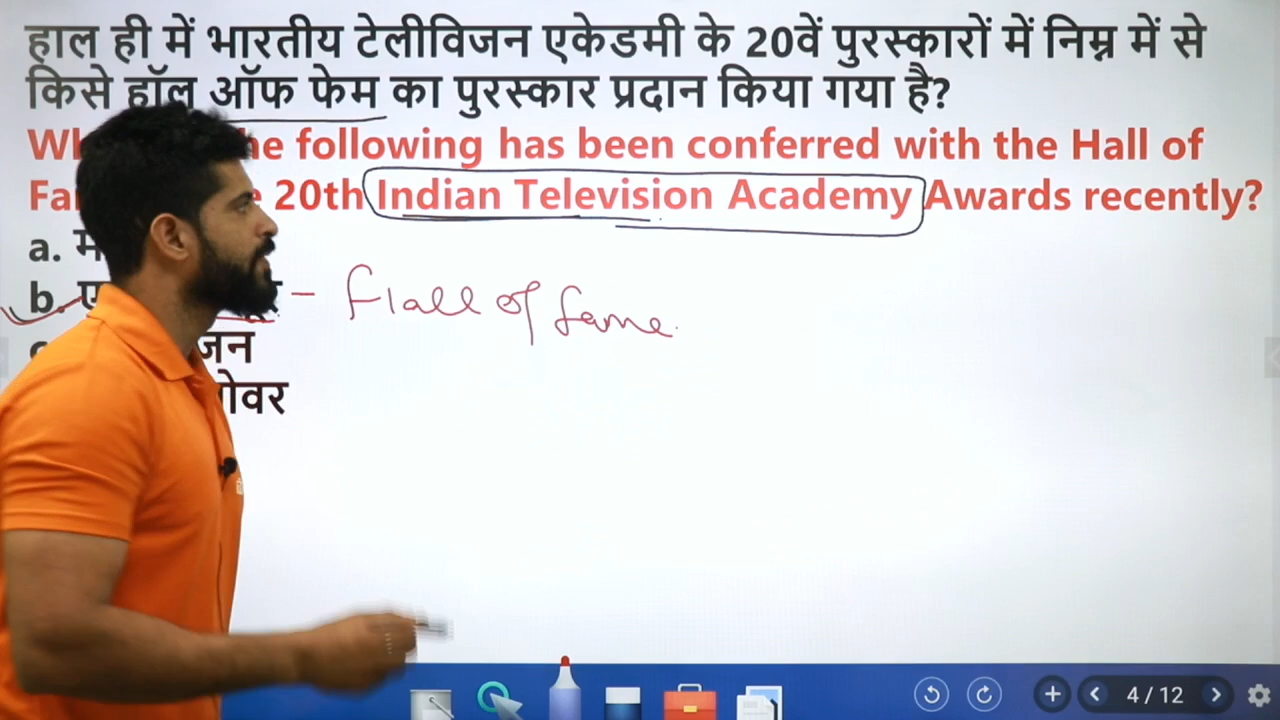 हाल ही में भारतीय टेलीविजन एकेडमी के 20वें पुरस्कारों में निम्न में से
किसे हॉल ऑफ फेम का पुरस्कार प्रदान किया गया है?
he following has been conferred with the Hall of
20th Indian Television Academy Awards recently?
a.
b. - Hall of fame
जन
ोवर
4 / 12